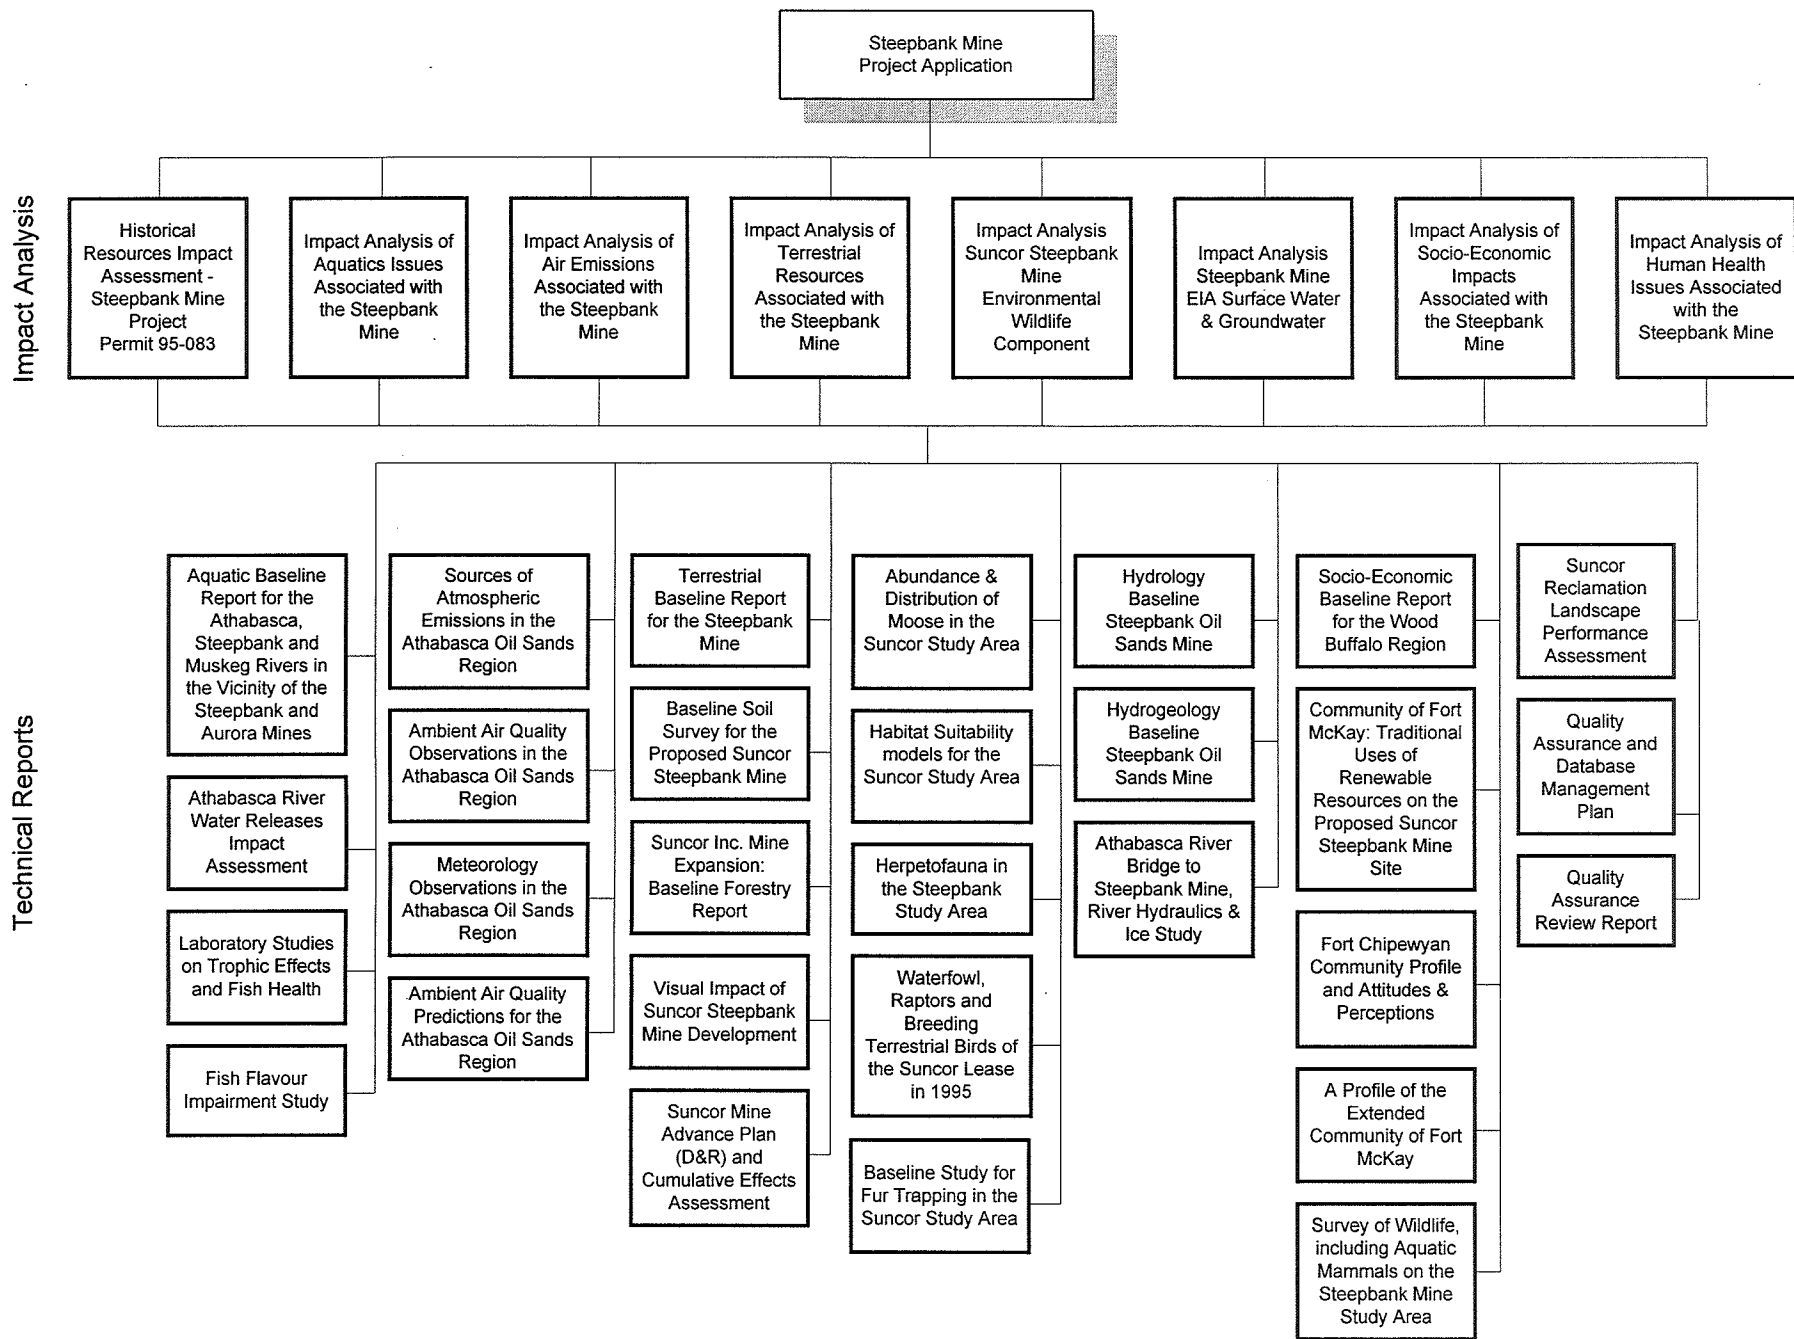 Steepbank Mine
Project Application
Impact Analysis
Historical
Resources Impact
Assessment -
Steepbank Mine
Project
Permit 95-083
Impact Analysis of
Aquatics Issues
Associated with
the Steepbank
Mine
Impact Analysis of
Air Emissions
Associated with
the Steepbank
Mine
Impact Analysis of
Terrestrial
Resources
Associated with
the Steepbank
Mine
Impact Analysis
Suncor Steepbank
Mine
Environmental
Wildlife
Component
Impact Analysis
Steepbank Mine
EIA Surface Water
& Groundwater
Impact Analysis of
Socio-Economic
Impacts
Associated with
the Steepbank
Mine
Impact Analysis of
Human Health
Issues Associated
with the
Steepbank Mine
Technical Reports
Aquatic Baseline
Report for the
Athabasca,
Steepbank and
Muskeg Rivers in
the Vicinity of the
Steepbank and
Aurora Mines
Athabasca River
Water Releases
Impact
Assessment
Laboratory Studies
on Trophic Effects
and Fish Health
Fish Flavour
Impairment Study
Sources of
Atmospheric
Emissions in the
Athabasca Oil Sands
Region
Ambient Air Quality
Observations in the
Athabasca Oil Sands
Region
Meteorology
Observations in the
Athabasca Oil Sands
Region
Ambient Air Quality
Predictions for the
Athabasca Oil Sands
Region
Terrestrial
Baseline Report
for the Steepbank
Mine
Baseline Soil
Survey for the
Proposed Suncor
Steepbank Mine
Suncor Inc. Mine
Expansion:
Baseline Forestry
Report
Visual Impact of
Suncor Steepbank
Mine Development
Suncor Mine
Advance Plan
(D&R) and
Cumulative Effects
Assessment
Abundance &
Distribution of
Moose in the
Suncor Study Area
Habitat Suitability
models for the
Suncor Study Area
Herpetofauna in
the Steepbank
Study Area
Waterfowl,
Raptors and
Breeding
Terrestrial Birds of
the Suncor Lease
in 1995
Baseline Study for
Fur Trapping in the
Suncor Study Area
Hydrology
Baseline
Steepbank Oil
Sands Mine
Hydrogeology
Baseline
Steepbank Oil
Sands Mine
Athabasca River
Bridge to
Steepbank Mine,
River Hydraulics &
Ice Study
Socio-Economic
Baseline Report
for the Wood
Buffalo Region
Community of Fort
McKay: Traditional
Uses of
Renewable
Resources on the
Proposed Suncor
Steepbank Mine
Site
Fort Chipewyan
Community Profile
and Attitudes &
Perceptions
A Profile of the
Extended
Community of Fort
McKay
Survey of Wildlife,
including Aquatic
Mammals on the
Steepbank Mine
Study Area
Suncor
Reclamation
Landscape
Performance
Assessment
Quality
Assurance and
Database
Management
Plan
Quality
Assurance
Review Report